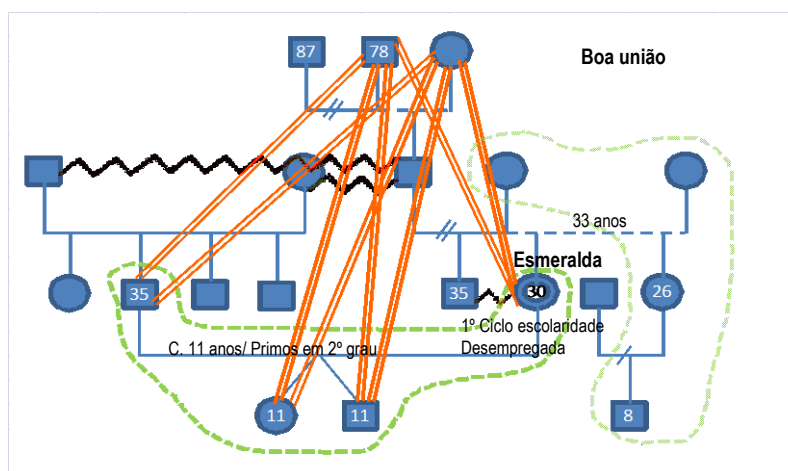 87
78
Boa união
33 anos
Esmeralda
35
35
30
26
1º Ciclo escolaridade
C. 11 anos/ Primos em 2º grau
Desempregada
11
11
8